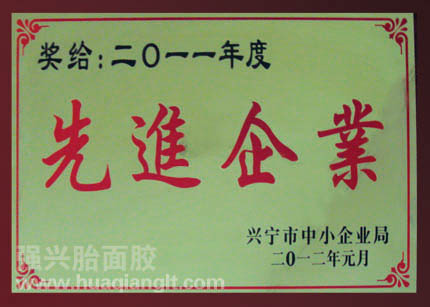 奖给:二〇一一年度
先進企業
兴宁市中小企业局
二〇一二年元月
强兴胎面胶
www.huaqianglt.com